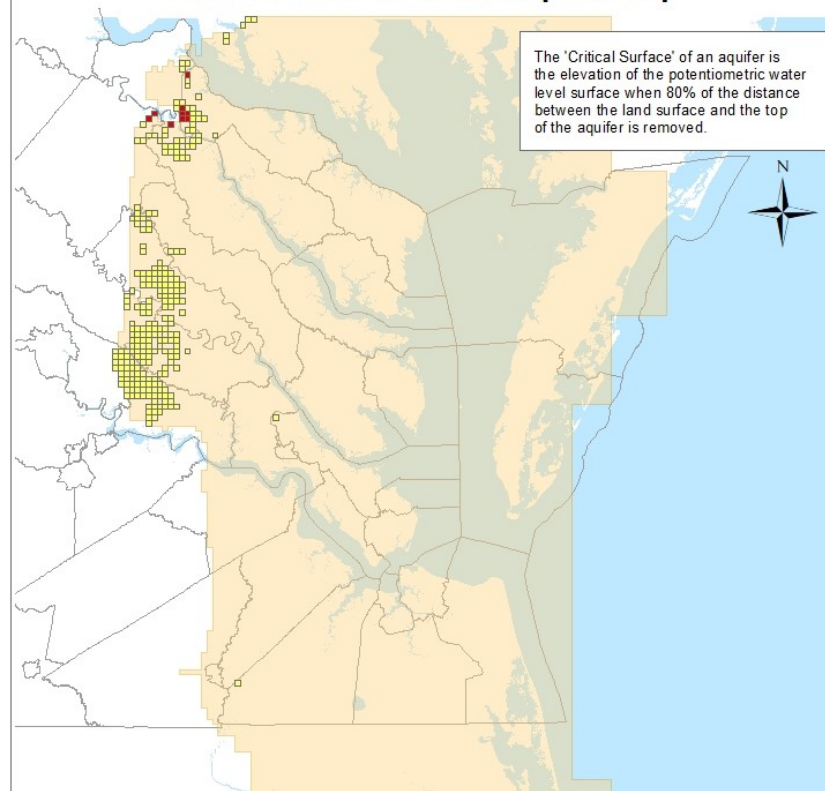 The 'Critical Surface' of an aquifer is
the elevation of the potentiometric water
level surface when 80% of the distance
between the land surface and the top
of the aquifer is removed.
N